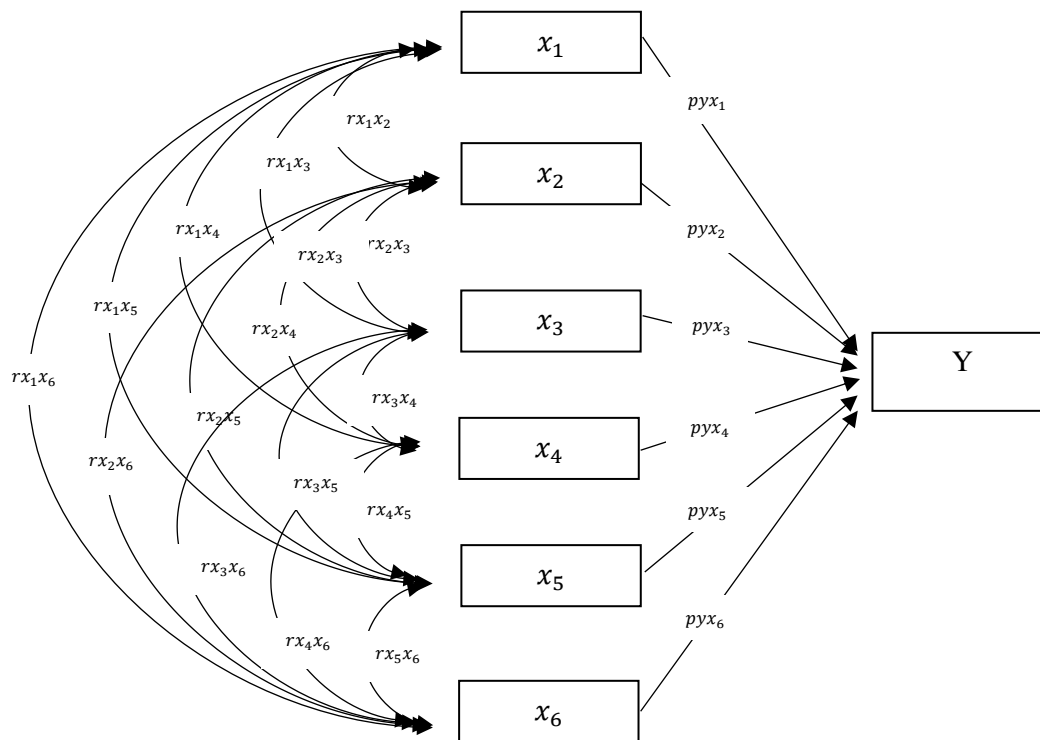 x₁
pyx₁
rx₁x₂
rx₁x₃
x₂
rx₁x₄
pyx₂
rx₂x₃
rx₂x₃
rx₁x₅
x₃
pyx₃
rx₂x₄
Y
rx₁x₆
rx₃x₄
rx₂x₅
pyx₄
x₄
rx₂x₆
rx₃x₅
rx₄x₅
pyx₅
x₅
rx₃x₆
pyx₆
rx₄x₆
rx₅x₆
x₆